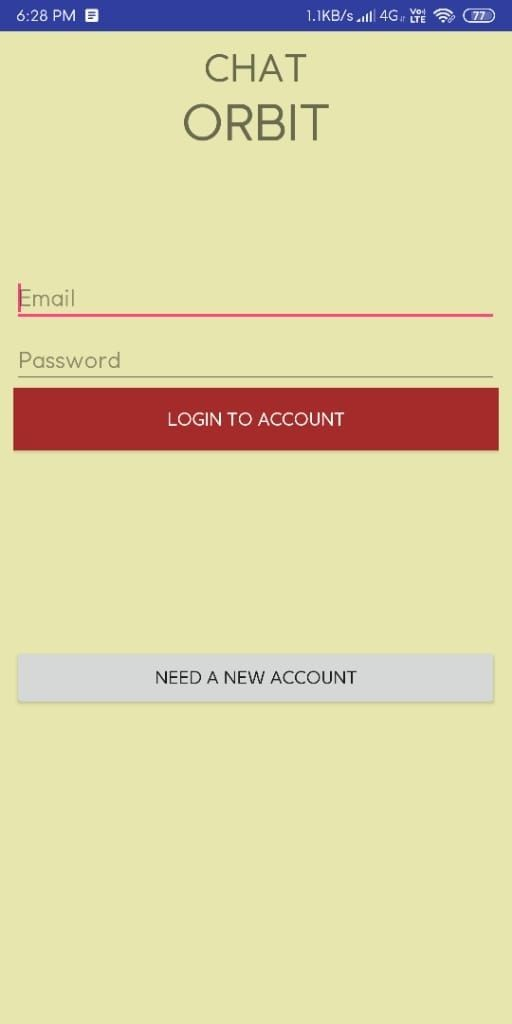 6:28 PM 1.1KB/s 4G Vo) LTE 77
CHAT
ORBIT
Email
Password
LOGIN TO ACCOUNT
NEED A NEW ACCOUNT